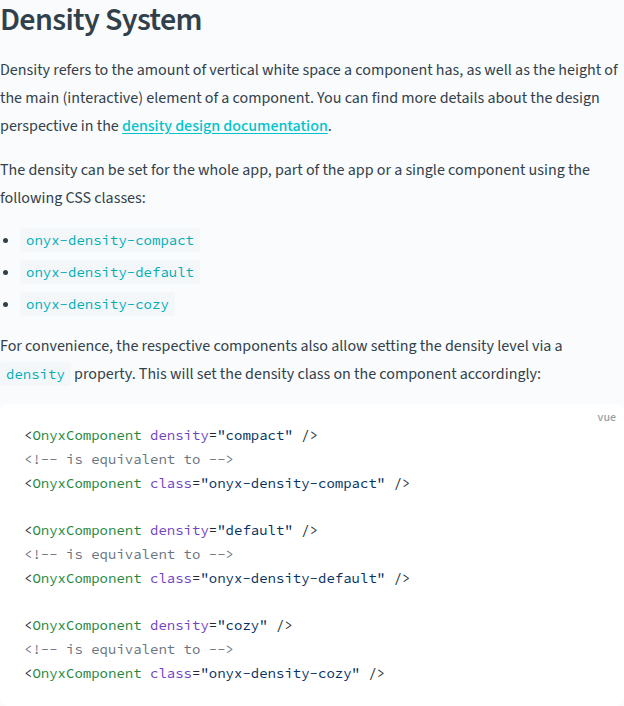 Density System
Density refers to the amount of vertical white space a component has, as well as the height of
the main (interactive) element of a component. You can find more details about the design
perspective in the density design documentation.
The density can be set for the whole app, part of the app or a single component using the
following CSS classes:
• onyx-density-compact
• onyx-density-default
• onyx-density-cozy
For convenience, the respective components also allow setting the density level via a
density property. This will set the density class on the component accordingly:
vue
<OnyxComponent density="compact" />
<!-- is equivalent to -->
<OnyxComponent class="onyx-density-compact" />
<OnyxComponent density="default" />
<!-- is equivalent to -->
<OnyxComponent class="onyx-density-default" />
<OnyxComponent density="cozy" />
<!-- is equivalent to -->
<OnyxComponent class="onyx-density-cozy" />